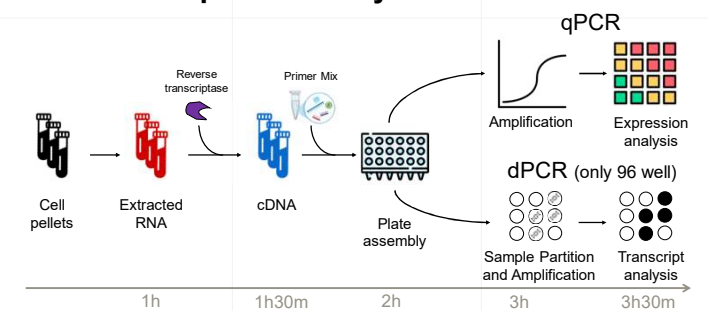 qPCR
Reverse
transcriptase
Primer Mix
Amplification
Expression
analysis
dPCR (only 96 well)
Cell
pellets
Extracted
RNA
cDNA
Plate
assembly
Sample Partition
and Amplification
Transcript
analysis
1h
1h30m
2h
3h
3h30m